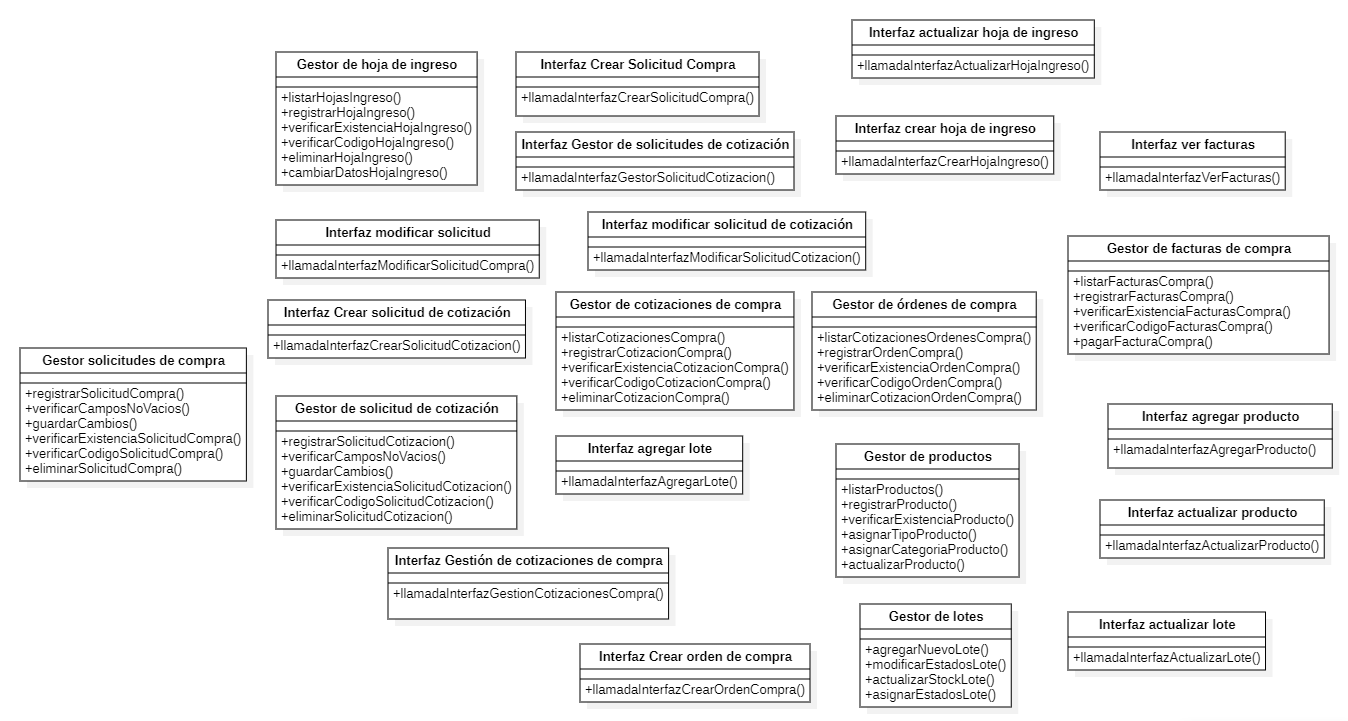 Interfaz actualizar hoja de ingreso
+llamadaInterfazActualizarHojaIngreso()
Gestor de hoja de ingreso
+listarHojasIngreso()
+registrarHojaIngreso()
+verificarExistenciaHojaIngreso()
+verificarCodigoHojaIngreso()
+eliminarHojaIngreso()
+cambiarDatosHojaIngreso()
Interfaz Crear Solicitud Compra
+llamadaInterfazCrearSolicitudCompra()
Interfaz Gestor de solicitudes de cotización
+llamadaInterfazGestorSolicitudCotizacion()
Interfaz crear hoja de ingreso
+llamadaInterfazCrearHojaIngreso()
Interfaz ver facturas
+llamadaInterfazVerFacturas()
Interfaz modificar solicitud
+llamadaInterfazModificarSolicitudCompra()
Interfaz modificar solicitud de cotización
+llamadaInterfazModificarSolicitudCotizacion()
Gestor de facturas de compra
+listarFacturasCompra()
+registrarFacturasCompra()
+verificarExistenciaFacturasCompra()
+verificarCodigoFacturasCompra()
+pagarFacturaCompra()
Interfaz Crear solicitud de cotización
+llamadaInterfazCrearSolicitudCotizacion()
Gestor de cotizaciones de compra
+listarCotizacionesCompra()
+registrarCotizacionCompra()
+verificarExistenciaCotizacionCompra()
+verificarCodigoCotizacionCompra()
+eliminarCotizacionCompra()
Gestor de órdenes de compra
+listarCotizacionesOrdenesCompra()
+registrarOrdenCompra()
+verificarExistenciaOrdenCompra()
+verificarCodigoOrdenCompra()
+eliminarCotizacionOrdenCompra()
Gestor solicitudes de compra
+registrarSolicitudCompra()
+verificarCamposNoVacios()
+guardarCambios()
+verificarExistenciaSolicitudCompra()
+verificarCodigoSolicitudCompra()
+eliminarSolicitudCompra()
Gestor de solicitud de cotización
+registrarSolicitudCotizacion()
+verificarCamposNoVacios()
+guardarCambios()
+verificarExistenciaSolicitudCotizacion()
+verificarCodigoSolicitudCotizacion()
+eliminarSolicitudCotizacion()
Interfaz agregar lote
+llamadaInterfazAgregarLote()
Gestor de productos
+listarProductos()
+registrarProducto()
+verificarExistenciaProducto()
+asignarTipoProducto()
+asignarCategoriaProducto()
+actualizarProducto()
Interfaz agregar producto
+llamadaInterfazAgregarProducto()
Interfaz actualizar producto
+llamadaInterfazActualizarProducto()
Interfaz Gestión de cotizaciones de compra
+llamadaInterfazGestionCotizacionesCompra()
Gestor de lotes
+agregarNuevoLote()
+modificarEstadosLote()
+actualizarStockLote()
+asignarEstadosLote()
Interfaz actualizar lote
+llamadaInterfazActualizarLote()
Interfaz Crear orden de compra
+llamadaInterfazCrearOrdenCompra()